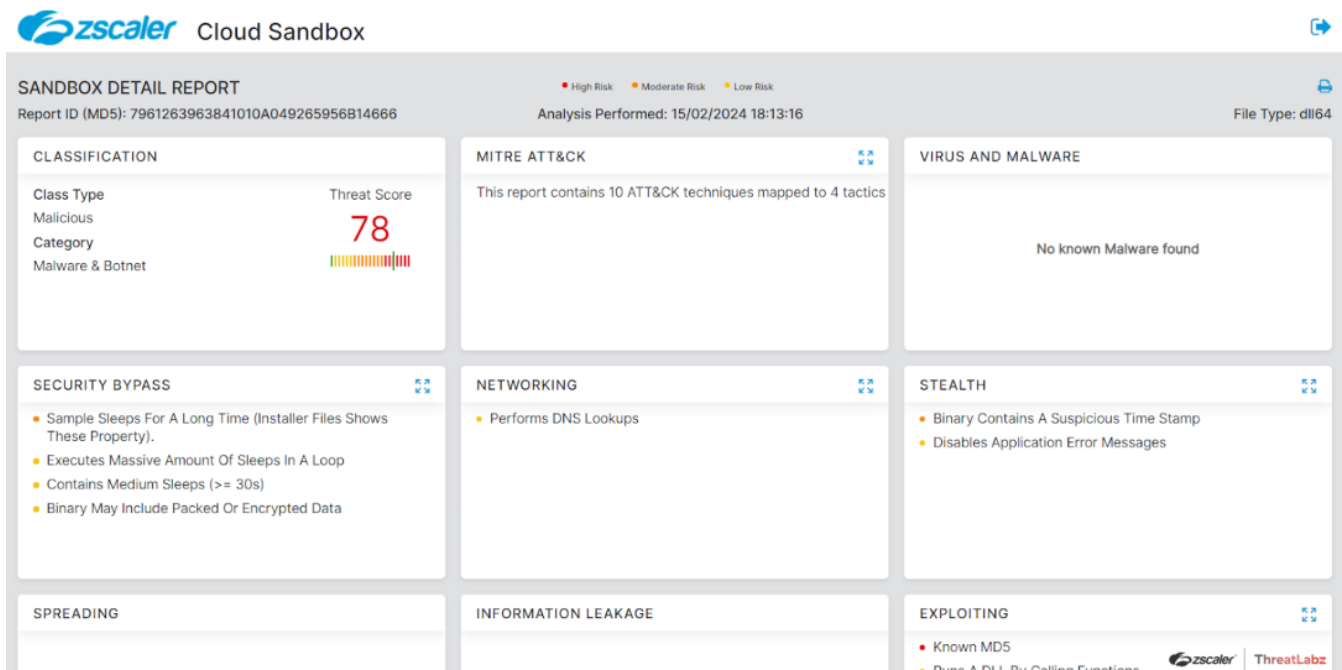 zscaler Cloud Sandbox
SANDBOX DETAIL REPORT
High Risk Moderate Risk Low Risk
Report ID (MD5): 7961263963841010A049265956B14666
Analysis Performed: 15/02/2024 18:13:16
File Type: dll64
CLASSIFICATION
Class Type
Malicious
Category
Malware & Botnet
Threat Score
78
MITRE ATT&CK
This report contains 10 ATT&CK techniques mapped to 4 tactics
VIRUS AND MALWARE
No known Malware found
SECURITY BYPASS
Sample Sleeps For A Long Time (Installer Files Shows
These Property).
Executes Massive Amount Of Sleeps In A Loop
Contains Medium Sleeps (>= 30s)
Binary May Include Packed Or Encrypted Data
NETWORKING
Performs DNS Lookups
STEALTH
Binary Contains A Suspicious Time Stamp
Disables Application Error Messages
SPREADING
INFORMATION LEAKAGE
EXPLOITING
Known MD5
Runs A DLL By Calling Functions
zscaler ThreatLabz